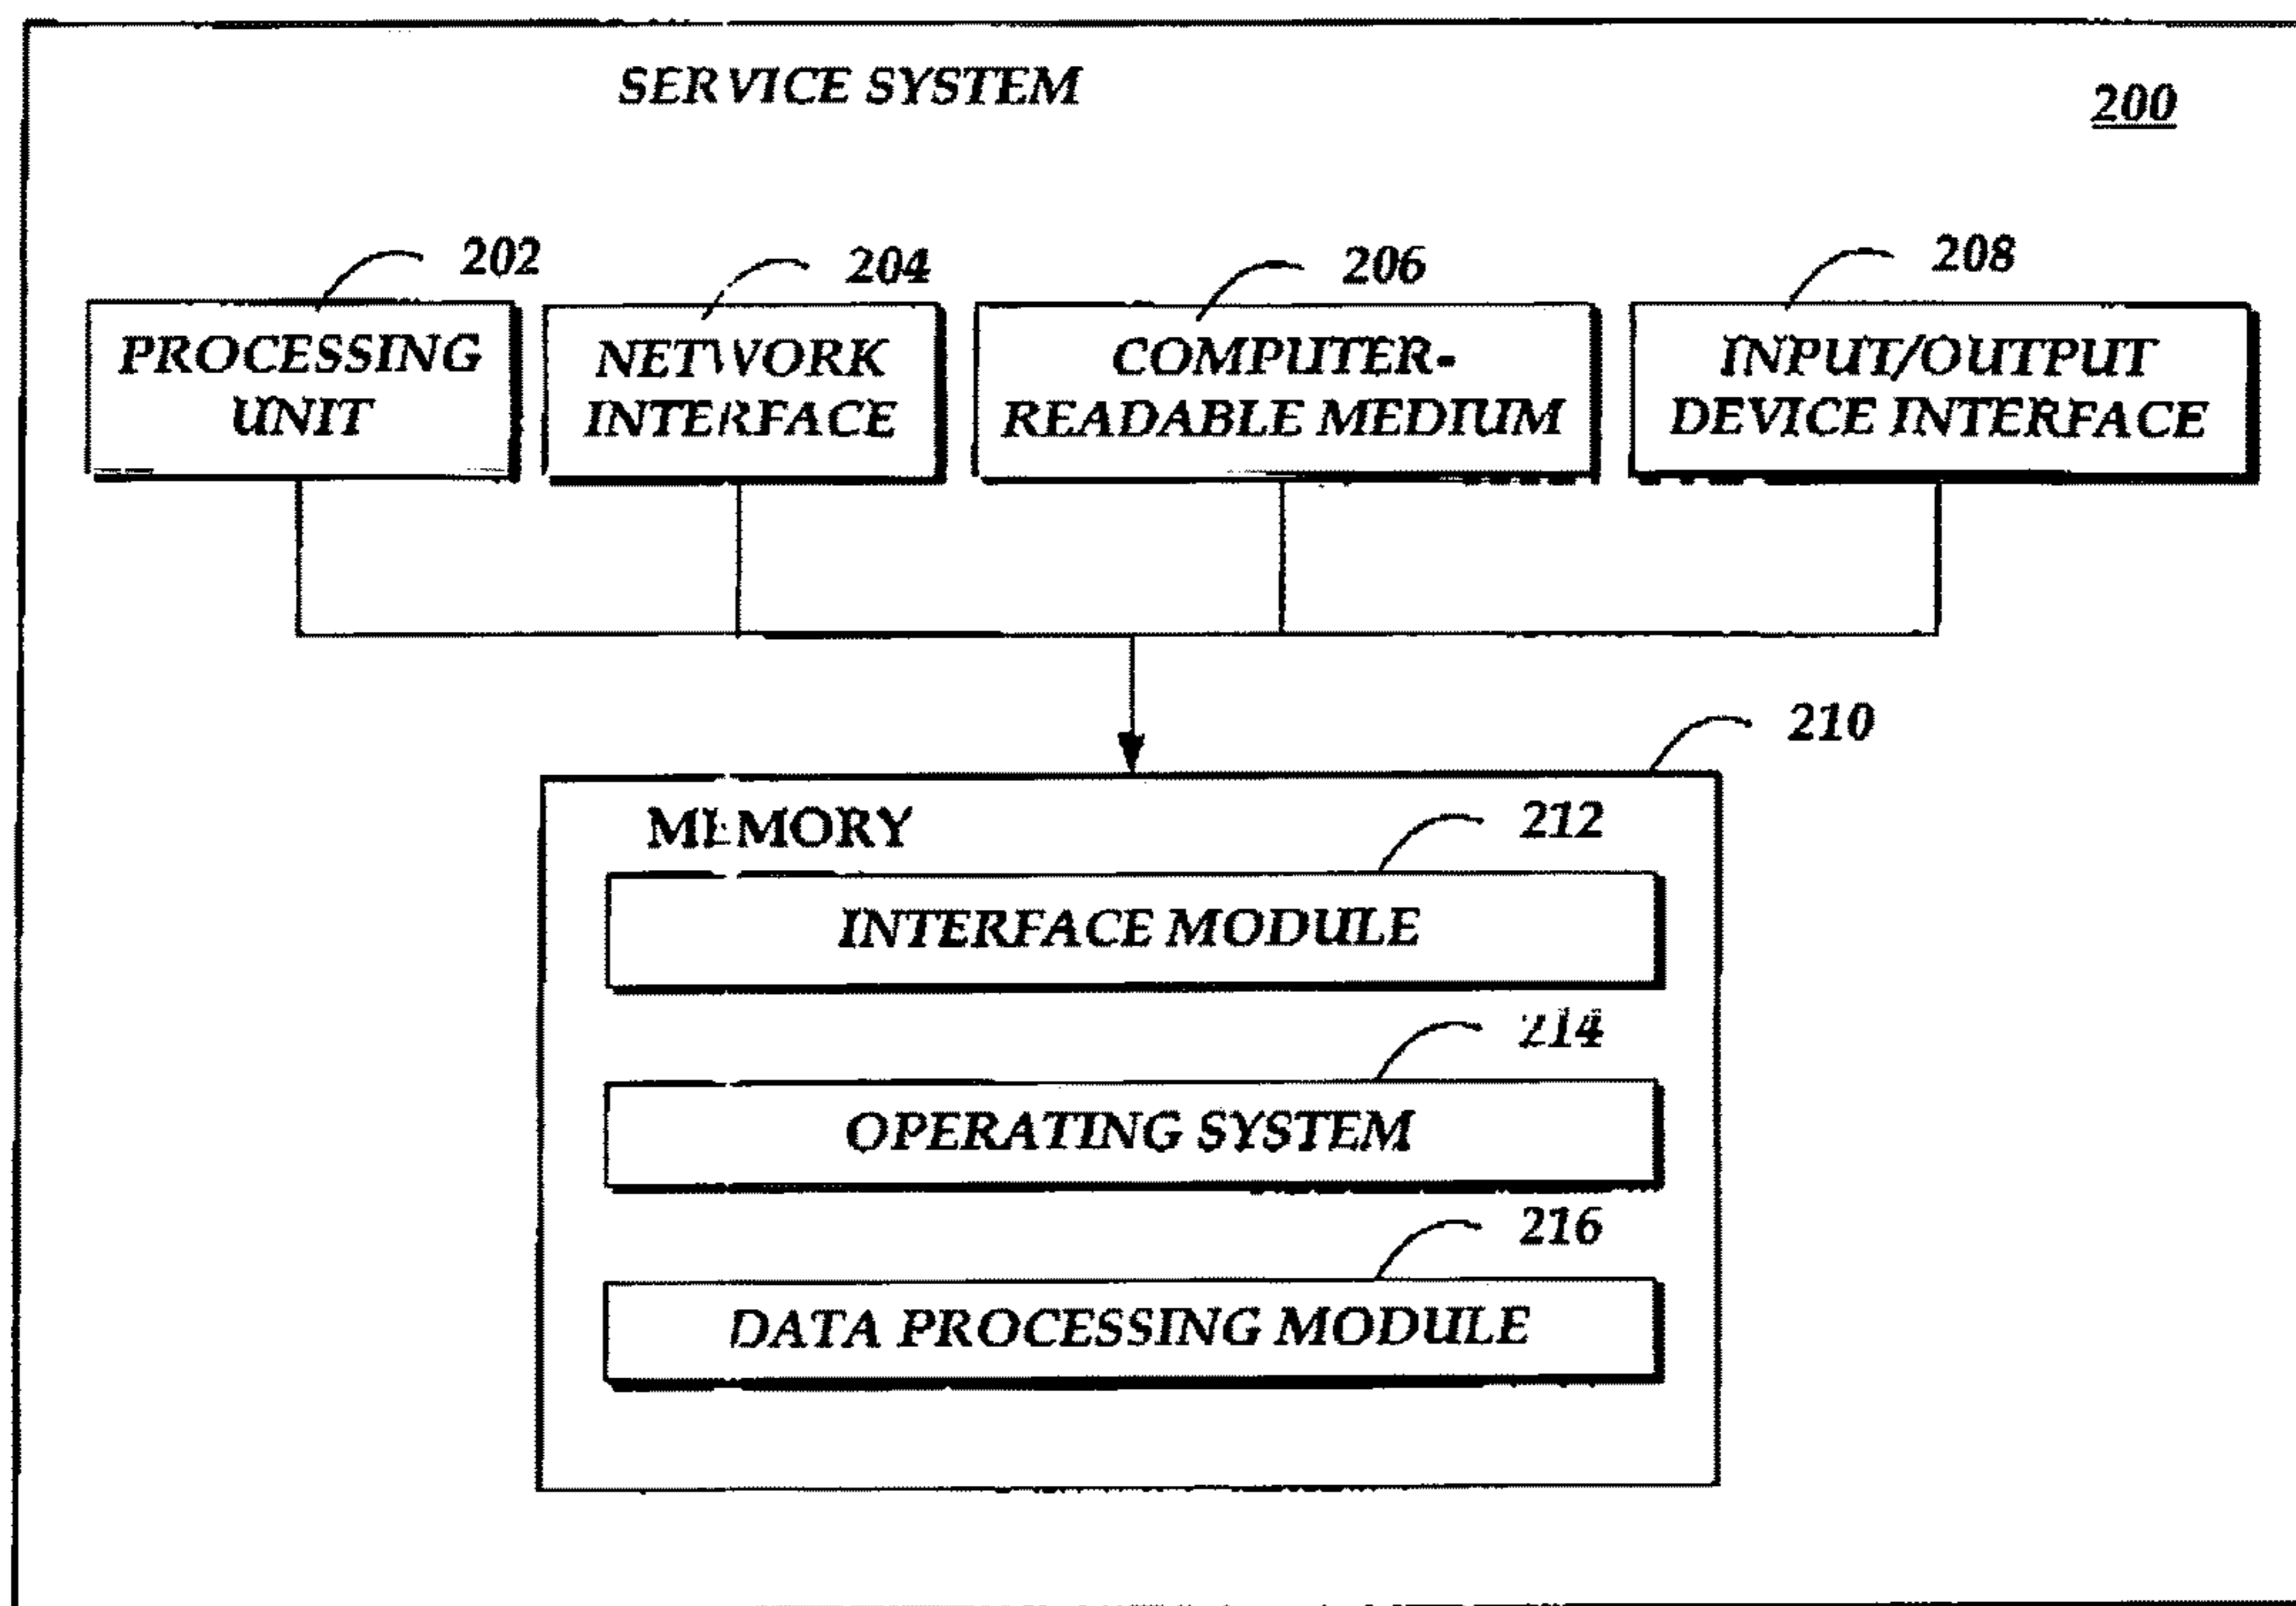 SERVICE SYSTEM
200
202
204
206
208
PROCESSING
UNIT
NETWORK
INTERFACE
COMPUTER-
READABLE MEDIUM
INPUT/OUTPUT
DEVICE INTERFACE
210
MEMORY
212
INTERFACE MODULE
214
OPERATING SYSTEM
216
DATA PROCESSING MODULE